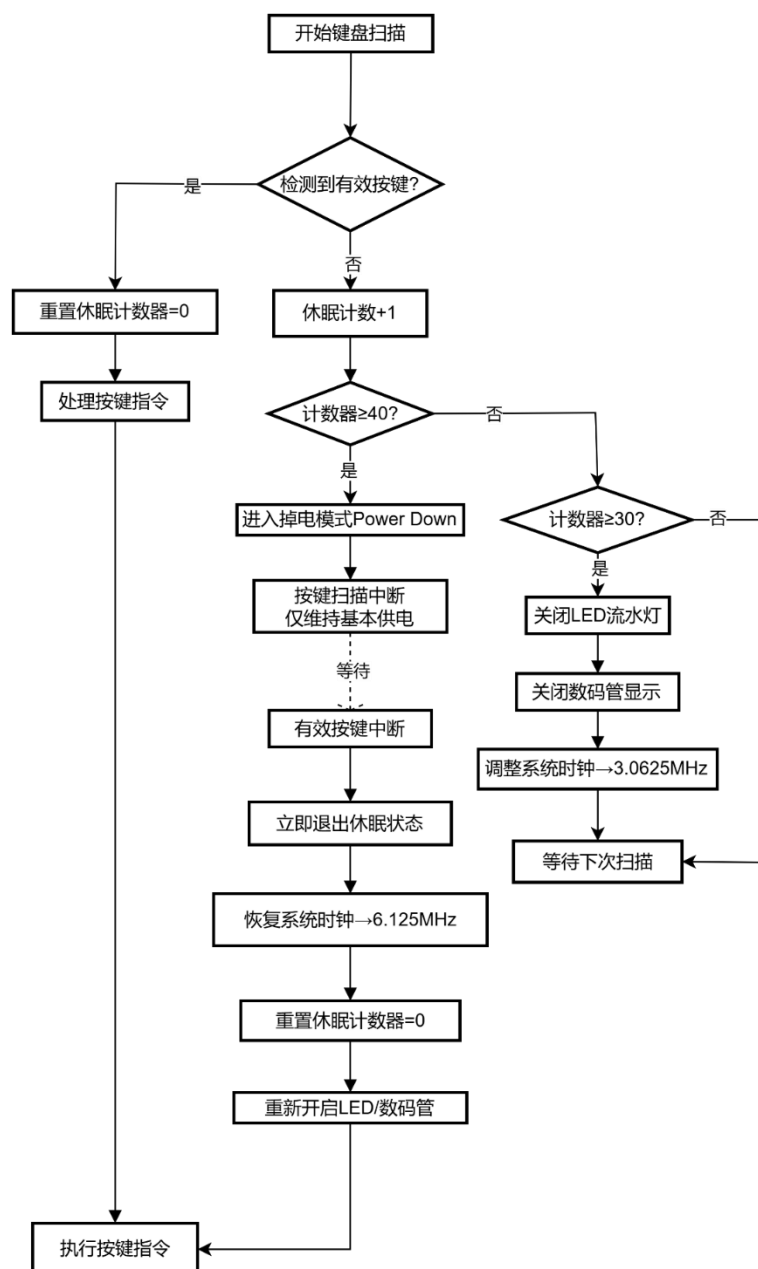 开始键盘扫描
检测到有效按键?
是
否
重置休眠计数器=0
休眠计数+1
处理按键指令
计数器≥40?
否
是
进入掉电模式Power Down
计数器≥30?
否
是
按键扫描中断
仅维持基本供电
关闭LED流水灯
等待
关闭数码管显示
有效按键中断
调整系统时钟→3.0625MHz
立即退出休眠状态
等待下次扫描
恢复系统时钟→6.125MHz
重置休眠计数器=0
重新开启LED/数码管
执行按键指令